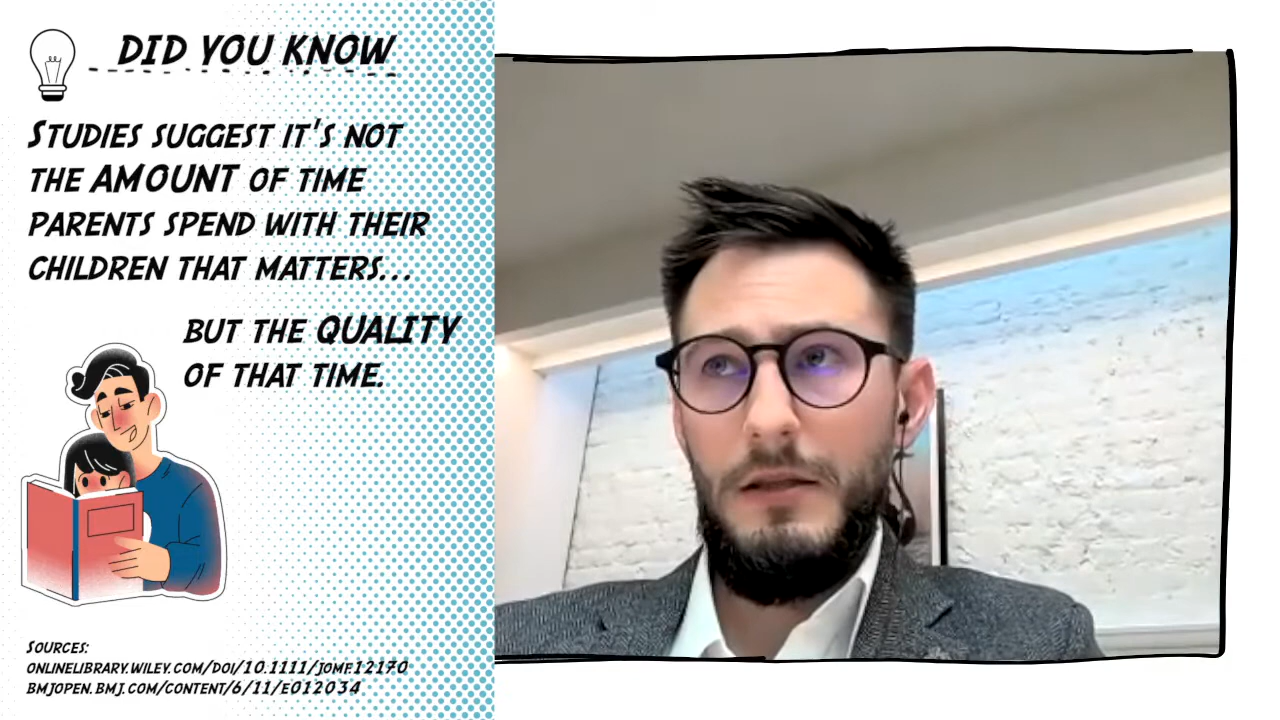 DID YOU KNOW
STUDIES SUGGEST IT'S NOT
THE AMOUNT OF TIME
PARENTS SPEND WITH THEIR
CHILDREN THAT MATTERS...
BUT THE QUALITY
OF THAT TIME.
SOURCES:
ONLINELIBRARY.WILEY.COM/DOI/10.1111/JOMF.12170
BMJOPEN.BMJ.COM/CONTENT/6/11/E012034